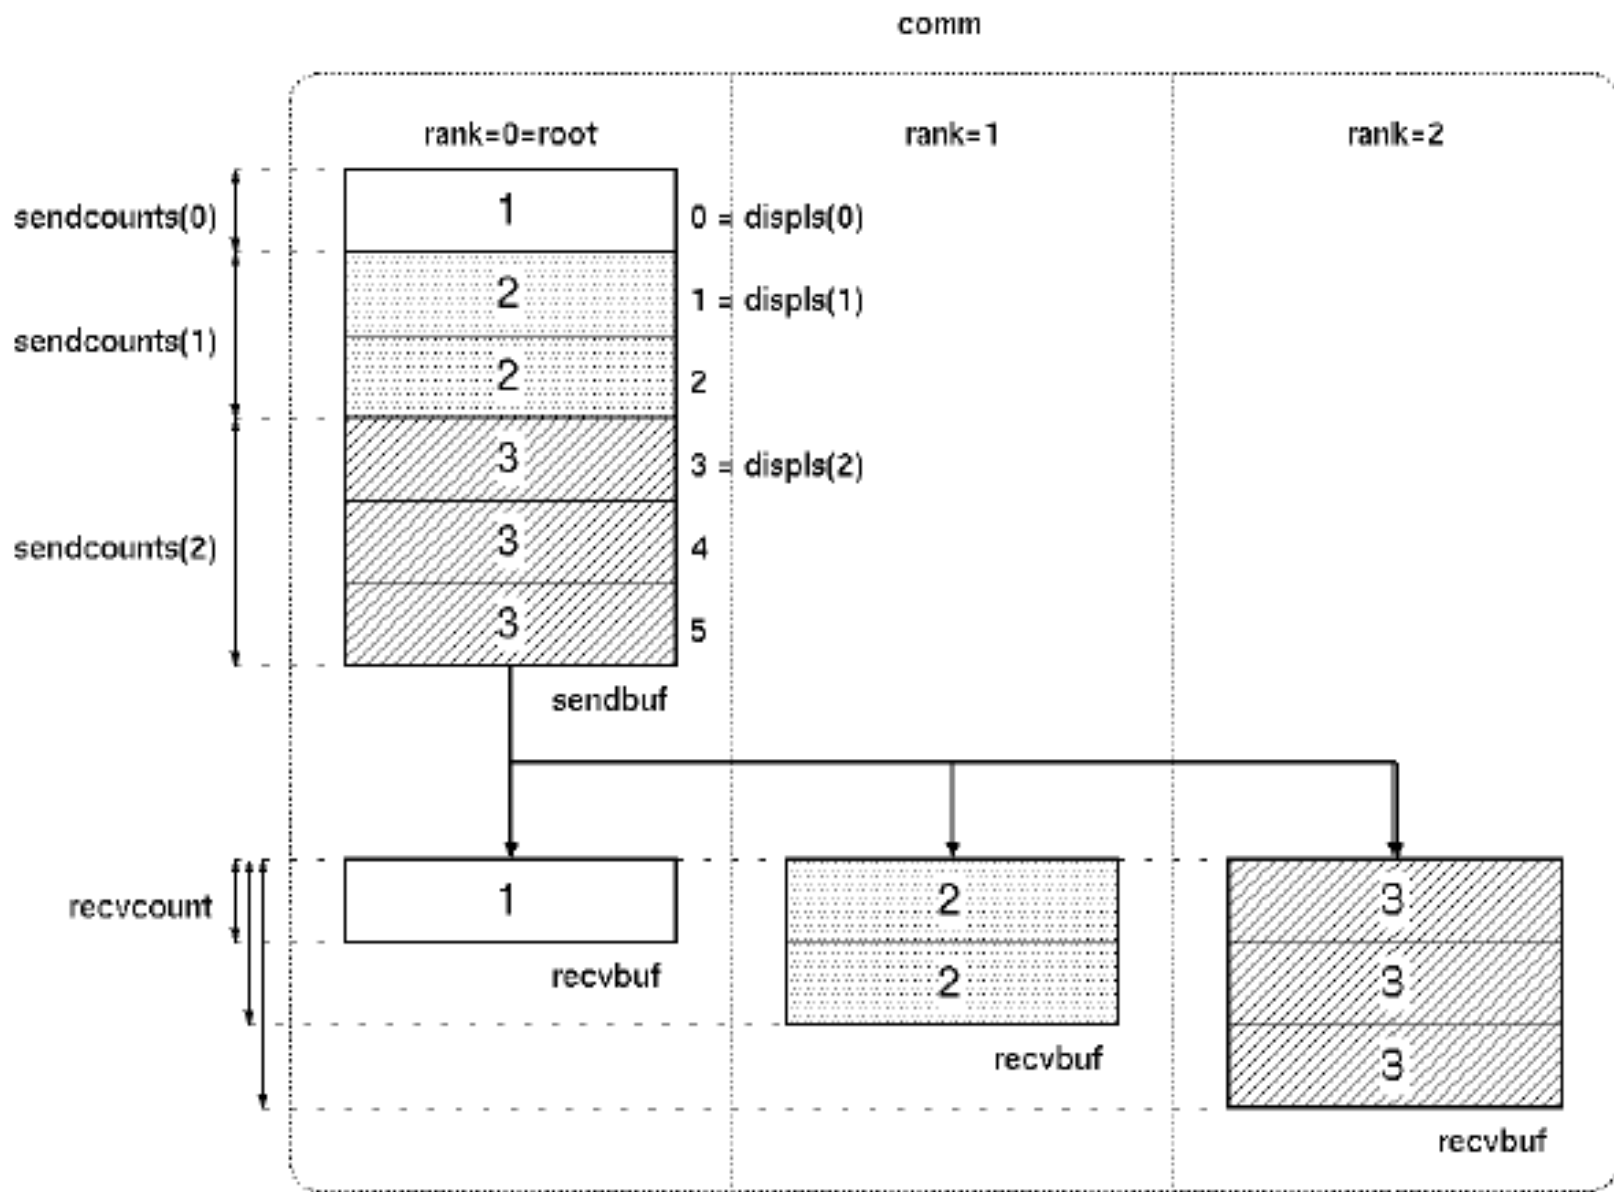 comm
rank=0=root rank=1 rank=2
sendcounts(0) 1 0 = displs(0)
2 1 = displs(1)
sendcounts(1)
2 2
3 3 = displs(2)
sendcounts(2) 3 4
3 5
sendbuf
recvcount 1 2 3
recvbuf 2 3
recvbuf 3
recvbuf